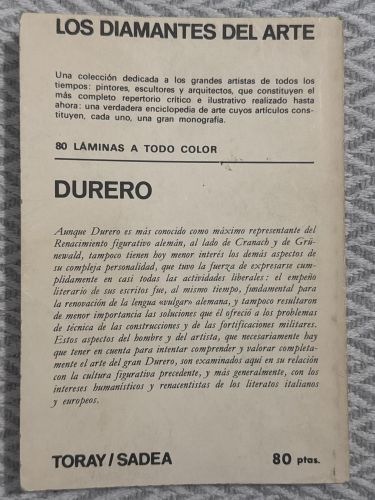 LOS DIAMANTES DEL ARTE
Una colección dedicada a los grandes artistas de todos los
tiempos: pintores, escultores y arquitectos, que constituyen el
más completo repertorio crítico e ilustrativo realizado hasta
ahora: una verdadera enciclopedia de arte cuyos artículos cons-
tituyen, cada uno, una gran monografía.
80 LÁMINAS A TODO COLOR
DURERO
Aunque Durero es más conocido como máximo representante del
Renacimiento figurativo alemán, al lado de Cranach y de Grü-
newald, tampoco tienen hoy menor interés los demás aspectos de
su compleja personalidad, que tuvo la fuerza de expresarse cum-
plidamente en casi todas las actividades liberales: el empeño
literario de sus escritos fue, al mismo tiempo, fundamental para
la renovación de la lengua «vulgar» alemana, y tampoco resultaron
de menor importancia las soluciones que él ofreció a los problemas
de técnica de las construcciones y de las fortificaciones militares.
Estos aspectos del hombre y del artista, que necesariamente hay
que tener en cuenta para intentar comprender y valorar completa-
mente el arte del gran Durero, son examinados aquí en su relación
con la cultura figurativa precedente, y más generalmente, con los
intereses humanísticos y renacentistas de los literatos italianos
y europeos.
TORAY/SADEA
80 ptas.